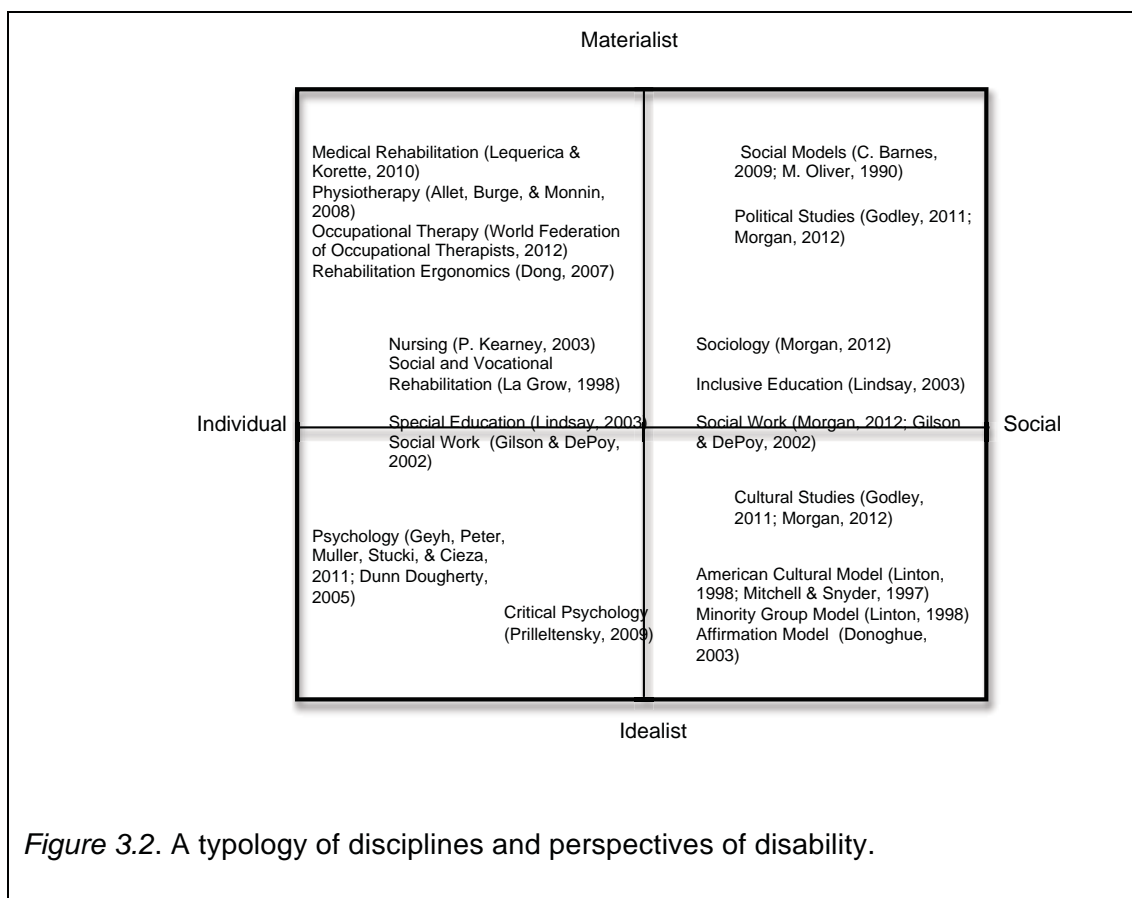 Materialist
Medical Rehabilitation (Lequerica &
Korette, 2010)
Physiotherapy (Allet, Burge, & Monnin,
2008)
Occupational Therapy (World Federation
of Occupational Therapists, 2012)
Rehabilitation Ergonomics (Dong, 2007)
Social Models (C. Barnes,
2009; M. Oliver, 1990)
Political Studies (Godley, 2011;
Morgan, 2012)
Nursing (P. Kearney, 2003)
Social and Vocational
Rehabilitation (La Grow, 1998)
Special Education (Lindsay, 2003)
Social Work (Gilson & DePoy,
2002)
Sociology (Morgan, 2012)
Inclusive Education (Lindsay, 2003)
Social Work (Morgan, 2012; Gilson
& DePoy, 2002)
Individual
Social
Psychology (Geyh, Peter,
Muller, Stucki, & Cieza,
2011; Dunn Dougherty,
2005)
Critical Psychology
(Prilleltensky, 2009)
Cultural Studies (Godley,
2011; Morgan, 2012)
American Cultural Model (Linton,
1998; Mitchell & Snyder, 1997)
Minority Group Model (Linton, 1998)
Affirmation Model (Donoghue,
2003)
Idealist
Figure 3.2. A typology of disciplines and perspectives of disability.